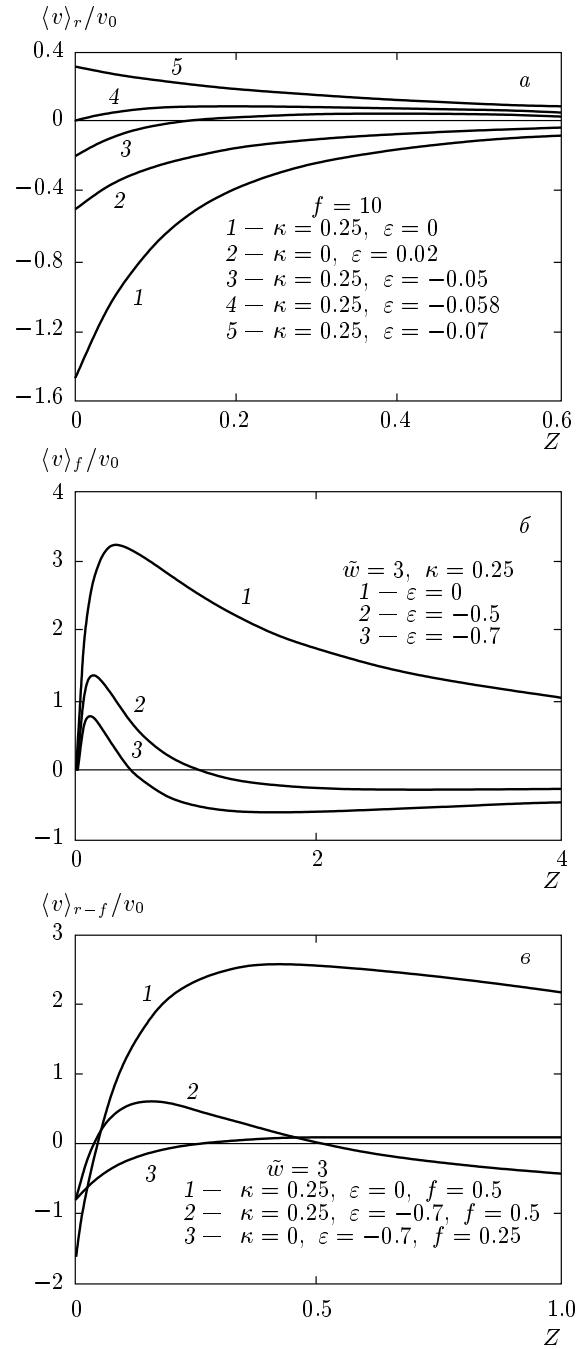 ⟨v⟩r/v0
0.4
0
−0.4
−0.8
−1.2
−1.6
5
а
4
3
2
1
f = 10
1 — κ = 0.25, ε = 0
2 — κ = 0, ε = 0.02
3 — κ = 0.25, ε = −0.05
4 — κ = 0.25, ε = −0.058
5 — κ = 0.25, ε = −0.07
0 0.2 0.4 0.6
Z
⟨v⟩f/v0
4
3
2
1
0
−1
б
w̃ = 3, κ = 0.25
1 — ε = 0
2 — ε = −0.5
3 — ε = −0.7
1
2
3
0 2 4
Z
⟨v⟩r−f/v0
3
2
1
0
−1
−2
в
1
2
3
w̃ = 3
1 — κ = 0.25, ε = 0, f = 0.5
2 — κ = 0.25, ε = −0.7, f = 0.5
3 — κ = 0, ε = −0.7, f = 0.25
0 0.5 1.0
Z